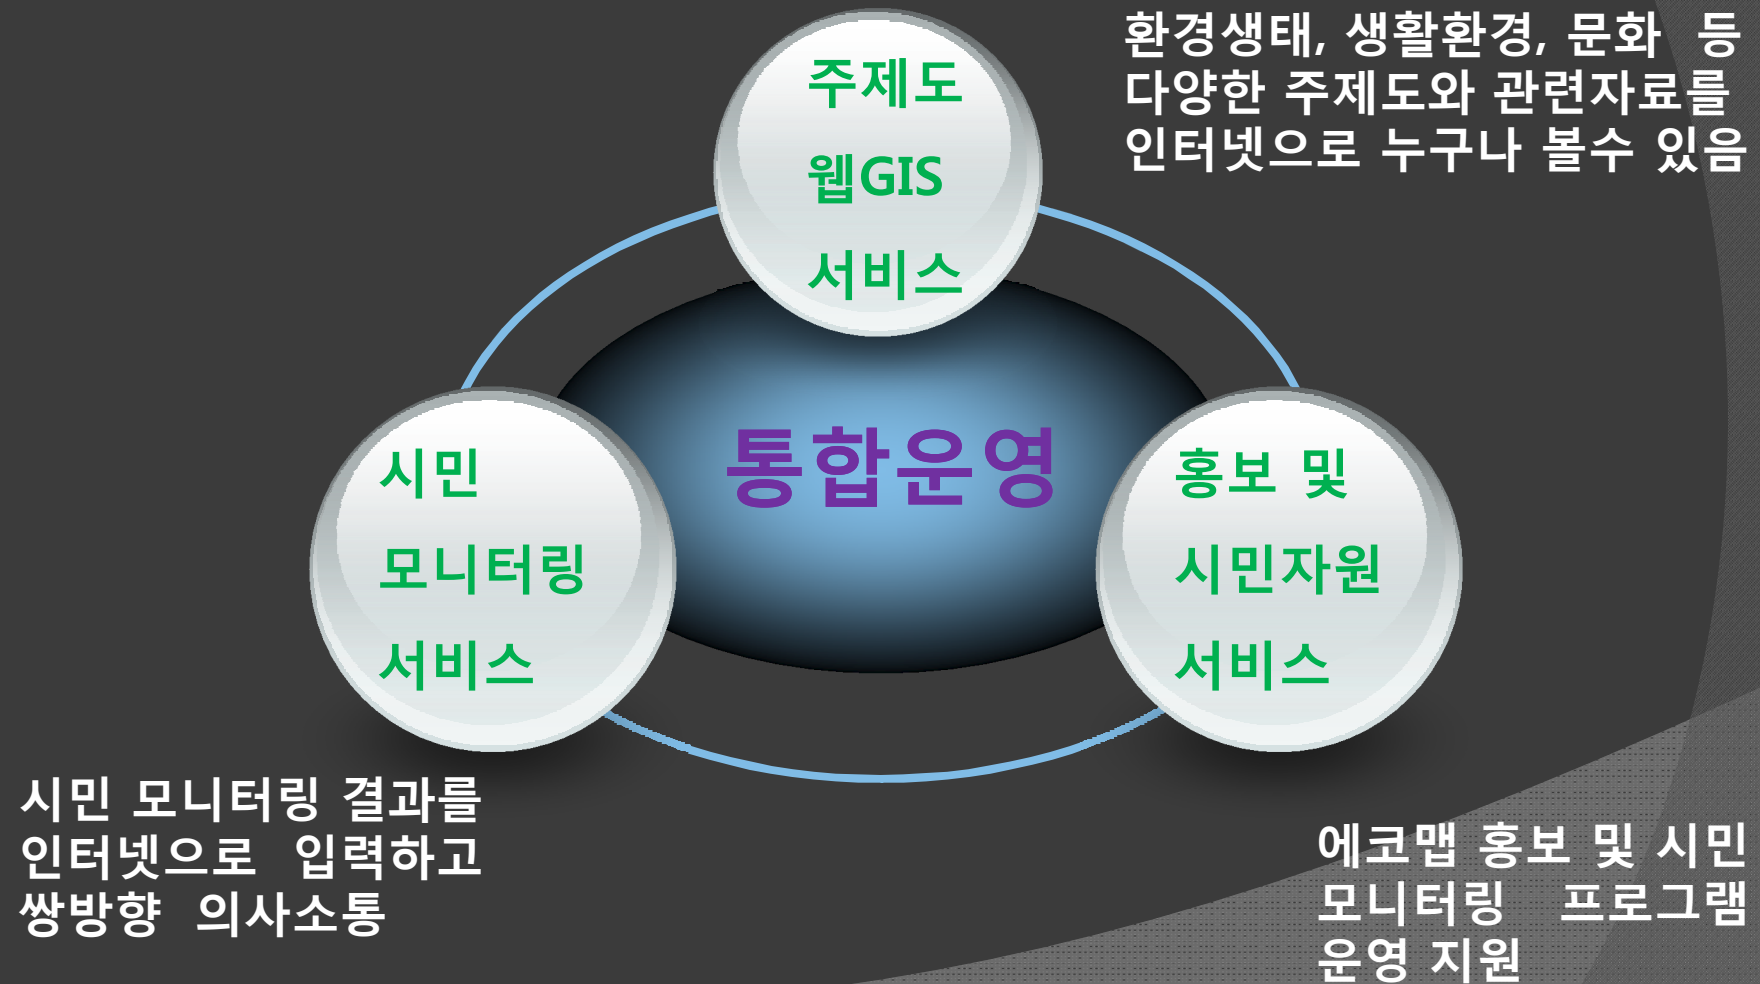 주제도
웹GIS
서비스
환경생태, 생활환경, 문화 등
다양한 주제도와 관련자료를
인터넷으로 누구나 볼수 있음
통합운영
시민
모니터링
서비스
홍보 및
시민자원
서비스
시민 모니터링 결과를
인터넷으로 입력하고
쌍방향 의사소통
에코맵 홍보 및 시민
모니터링 프로그램
운영 지원